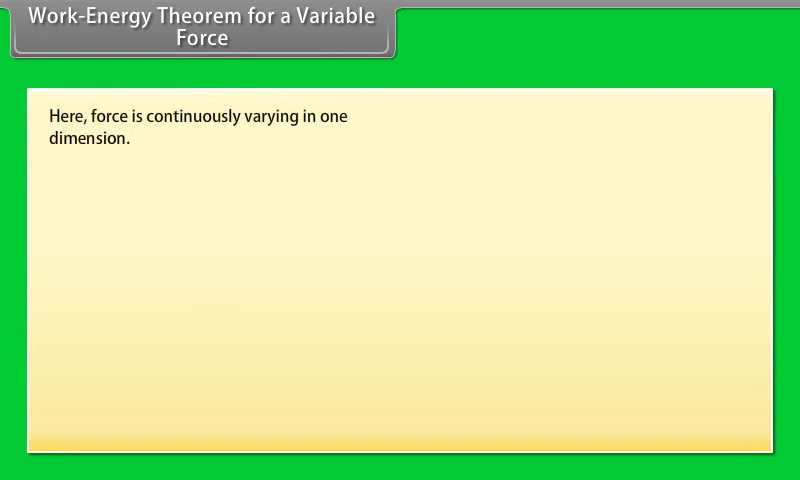 Work-Energy Theorem for a Variable
Force
Here, force is continuously varying in one
dimension.